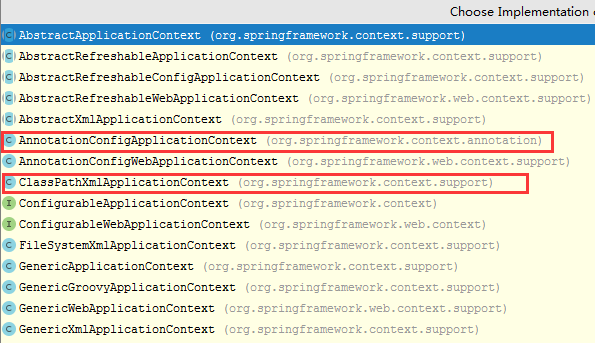 Choose Implementation
AbstractApplicationContext (org.springframework.context.support)
AbstractRefreshableApplicationContext (org.springframework.context.support)
AbstractRefreshableConfigApplicationContext (org.springframework.context.support)
AbstractRefreshableWebApplicationContext (org.springframework.web.context.support)
AbstractXmlApplicationContext (org.springframework.context.support)
AnnotationConfigApplicationContext (org.springframework.context.annotation)
AnnotationConfigWebApplicationContext (org.springframework.web.context.support)
ClassPathXmlApplicationContext (org.springframework.context.support)
ConfigurableApplicationContext (org.springframework.context)
ConfigurableWebApplicationContext (org.springframework.web.context)
FileSystemXmlApplicationContext (org.springframework.context.support)
GenericApplicationContext (org.springframework.context.support)
GenericGroovyApplicationContext (org.springframework.context.support)
GenericWebApplicationContext (org.springframework.web.context.support)
GenericXmlApplicationContext (org.springframework.context.support)